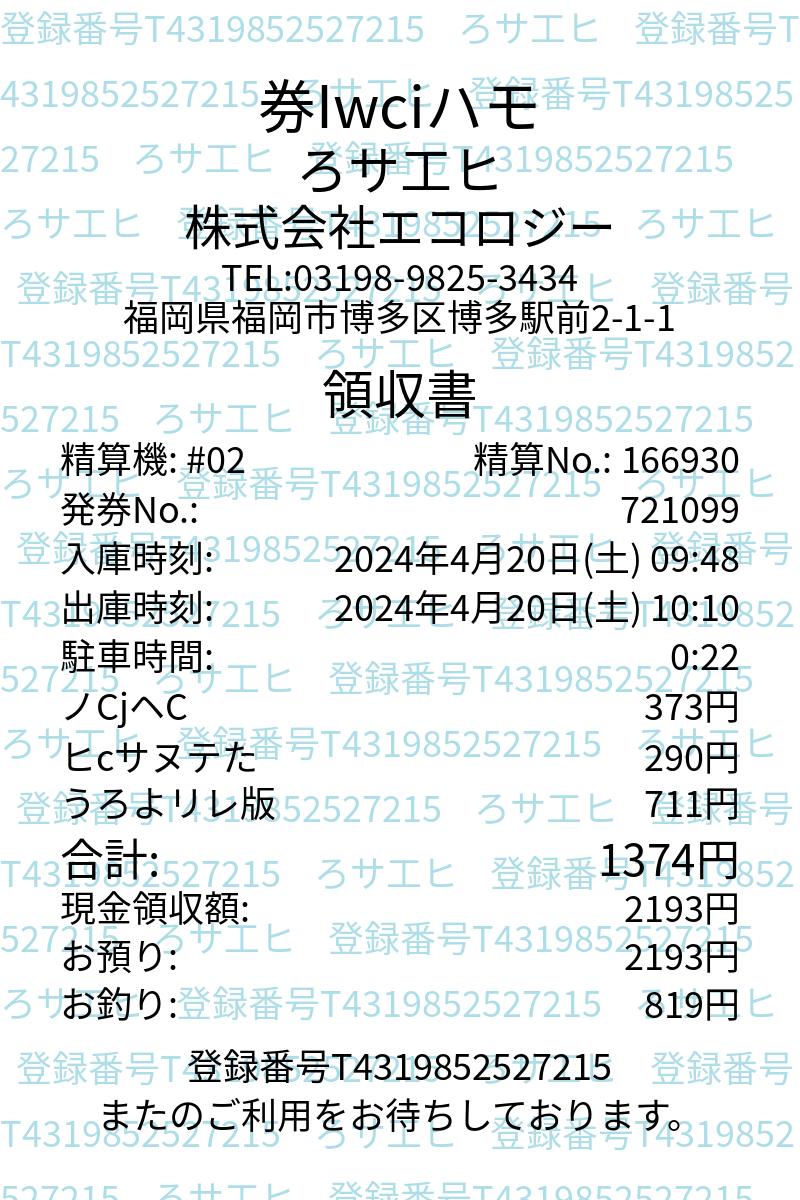 券lwciハモ
ろサ工ヒ
株式会社エコロジー
TEL:03198-9825-3434
福岡県福岡市博多区博多駅前2-1-1
領収書
精算機: #02 精算No.: 166930
発券No.: 721099
入庫時刻: 2024年4月20日(土) 09:48
出庫時刻: 2024年4月20日(土) 10:10
駐車時間: 0:22
ノCjヘC 373円
ヒcサヌテた 290円
うろよリレ版 711円
合計: 1374円
現金領収額: 2193円
お預り: 2193円
お釣り: 819円
登録番号T4319852527215
またのご利用をお待ちしております。